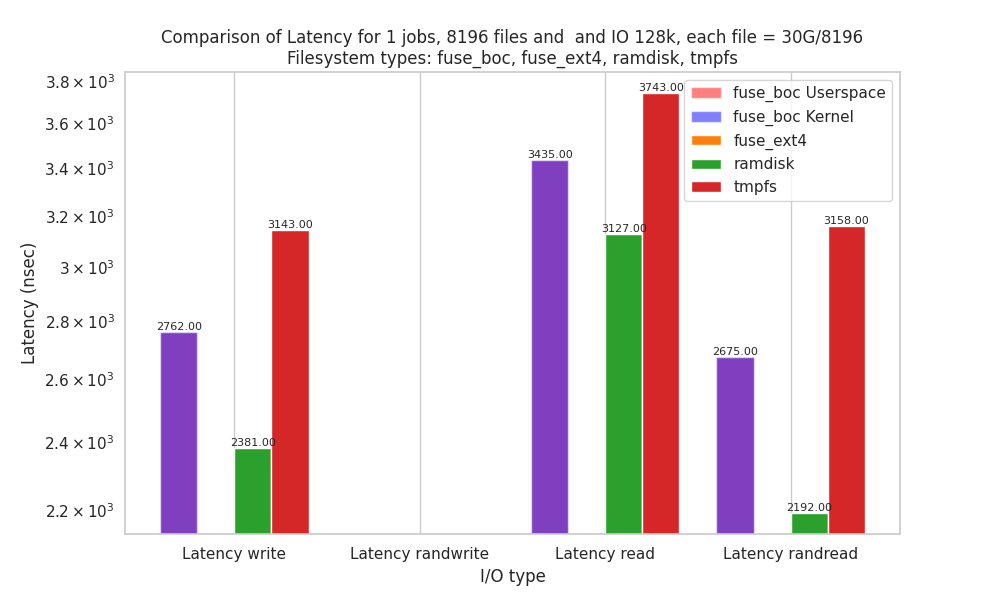 Comparison of Latency for 1 jobs, 8196 files and  and IO 128k, each file = 30G/8196
Filesystem types: fuse_boc, fuse_ext4, ramdisk, tmpfs
fuse_boc Userspace
fuse_boc Kernel
fuse_ext4
ramdisk
tmpfs
Latency (nsec)
3.8 × 10³
3.6 × 10³
3.4 × 10³
3.2 × 10³
3 × 10³
2.8 × 10³
2.6 × 10³
2.4 × 10³
2.2 × 10³
2762.00
2381.00
3143.00
3435.00
3127.00
3743.00
2675.00
2192.00
3158.00
Latency write
Latency randwrite
Latency read
Latency randread
I/O type